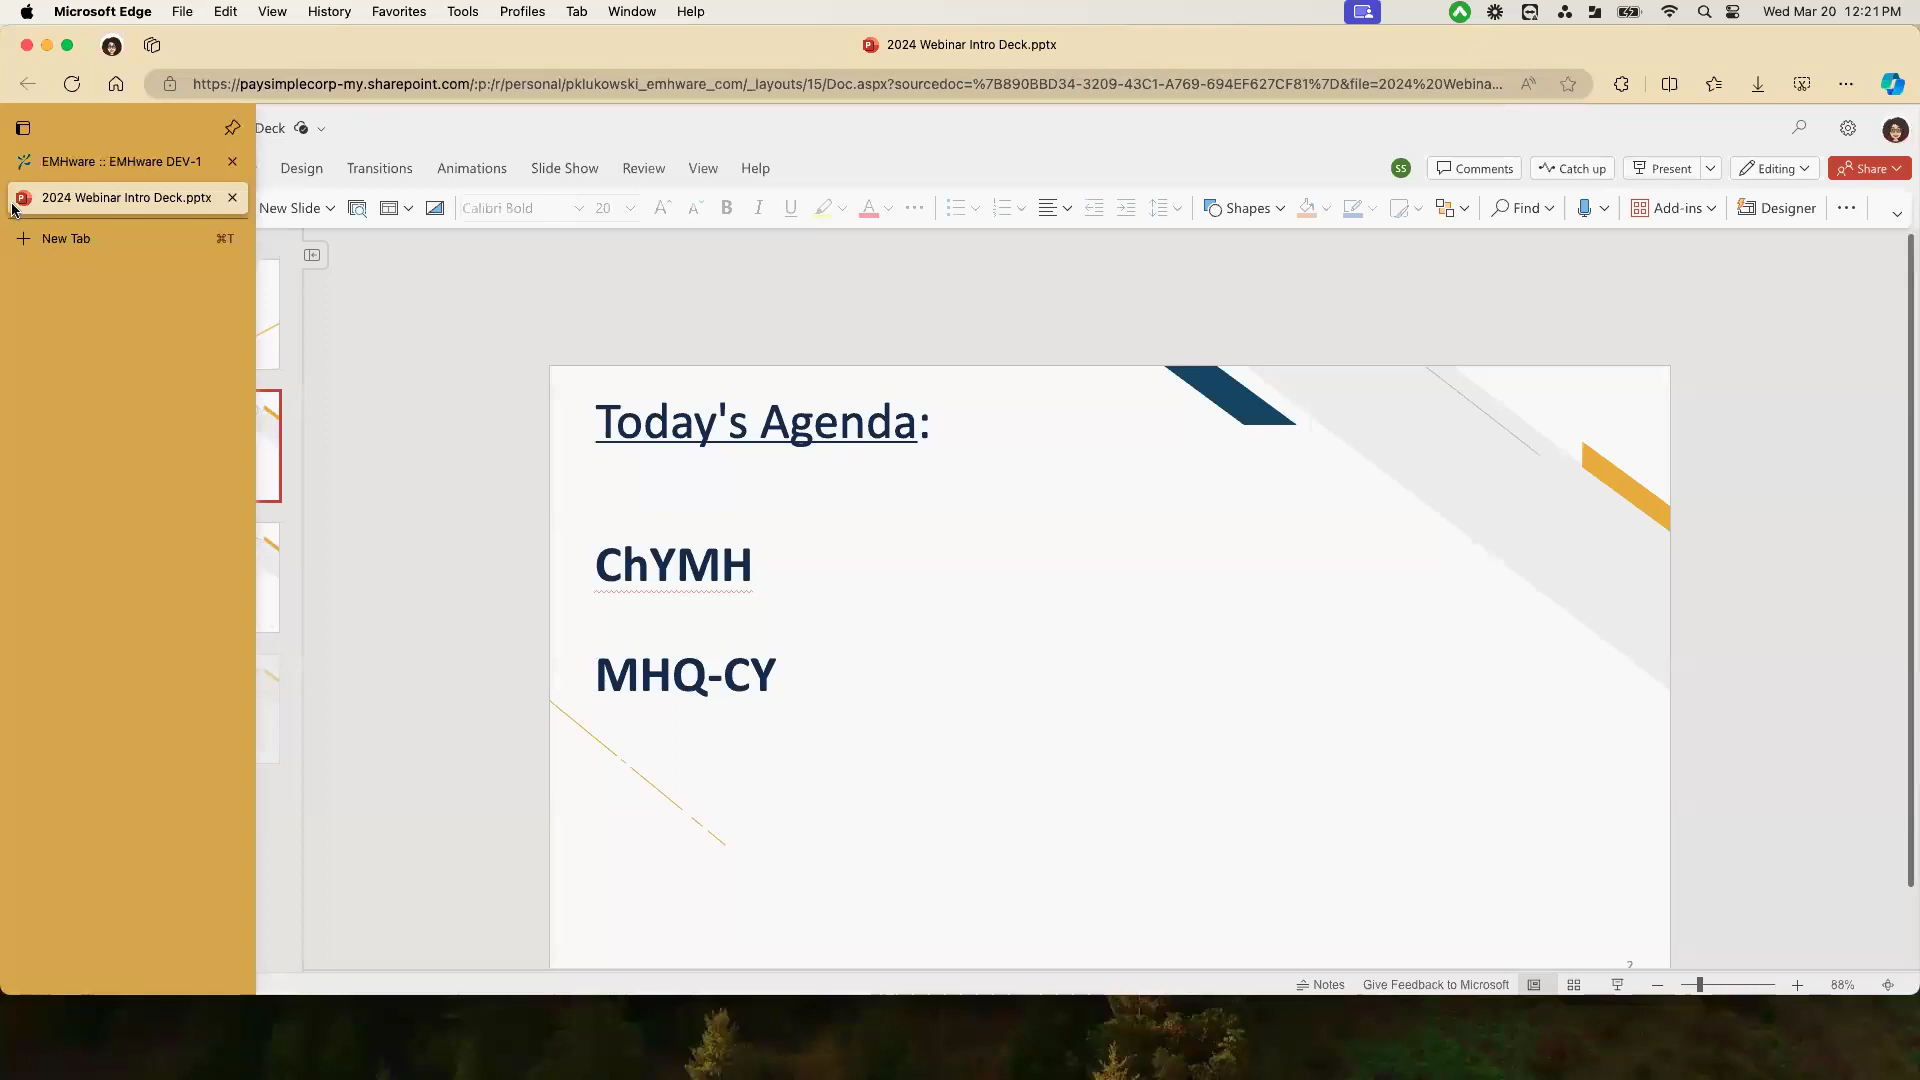 Microsoft Edge File Edit View History Favorites Tools Profiles Tab Window Help Wed Mar 20 12:21 PM
2024 Webinar Intro Deck.pptx
https://paysimplecorp-my.sharepoint.com/:p:/r/personal/pklukowski_emhware_com/_layouts/15/Doc.aspx?sourcedoc=%7B890BBD34-3209-43C1-A769-694EF627CF81%7D&file=2024%20Webina...
Deck
EMHware :: EMHware DEV-1
Design Transitions Animations Slide Show Review View Help SS Comments Catch up Present Editing Share
2024 Webinar Intro Deck.pptx
New Slide Calibri Bold 20 B I U A Shapes Find Add-ins Designer
New Tab ⌘T
Today's Agenda:
ChYMH
MHQ-CY
2
Notes Give Feedback to Microsoft 88%